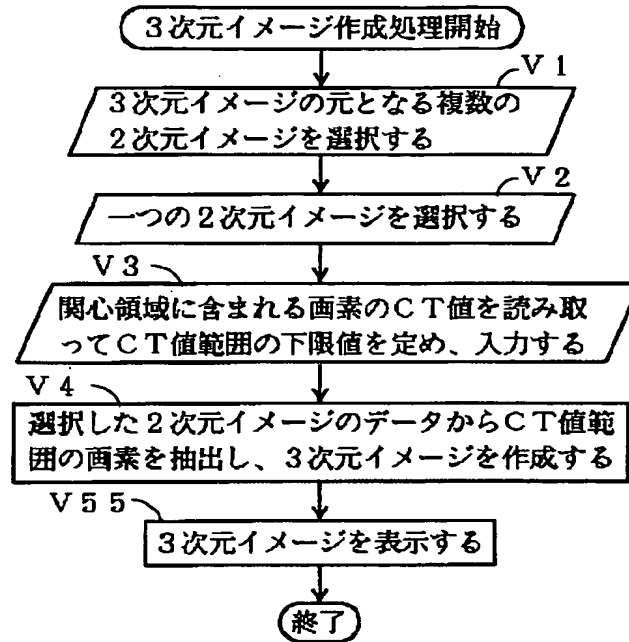 3次元イメージ作成処理開始
V1
3次元イメージの元となる複数の
2次元イメージを選択する
V2
一つの2次元イメージを選択する
V3
関心領域に含まれる画素のCT値を読み取
ってCT値範囲の下限値を定め、入力する
V4
選択した2次元イメージのデータからCT値範
囲の画素を抽出し、3次元イメージを作成する
V55
3次元イメージを表示する
終了